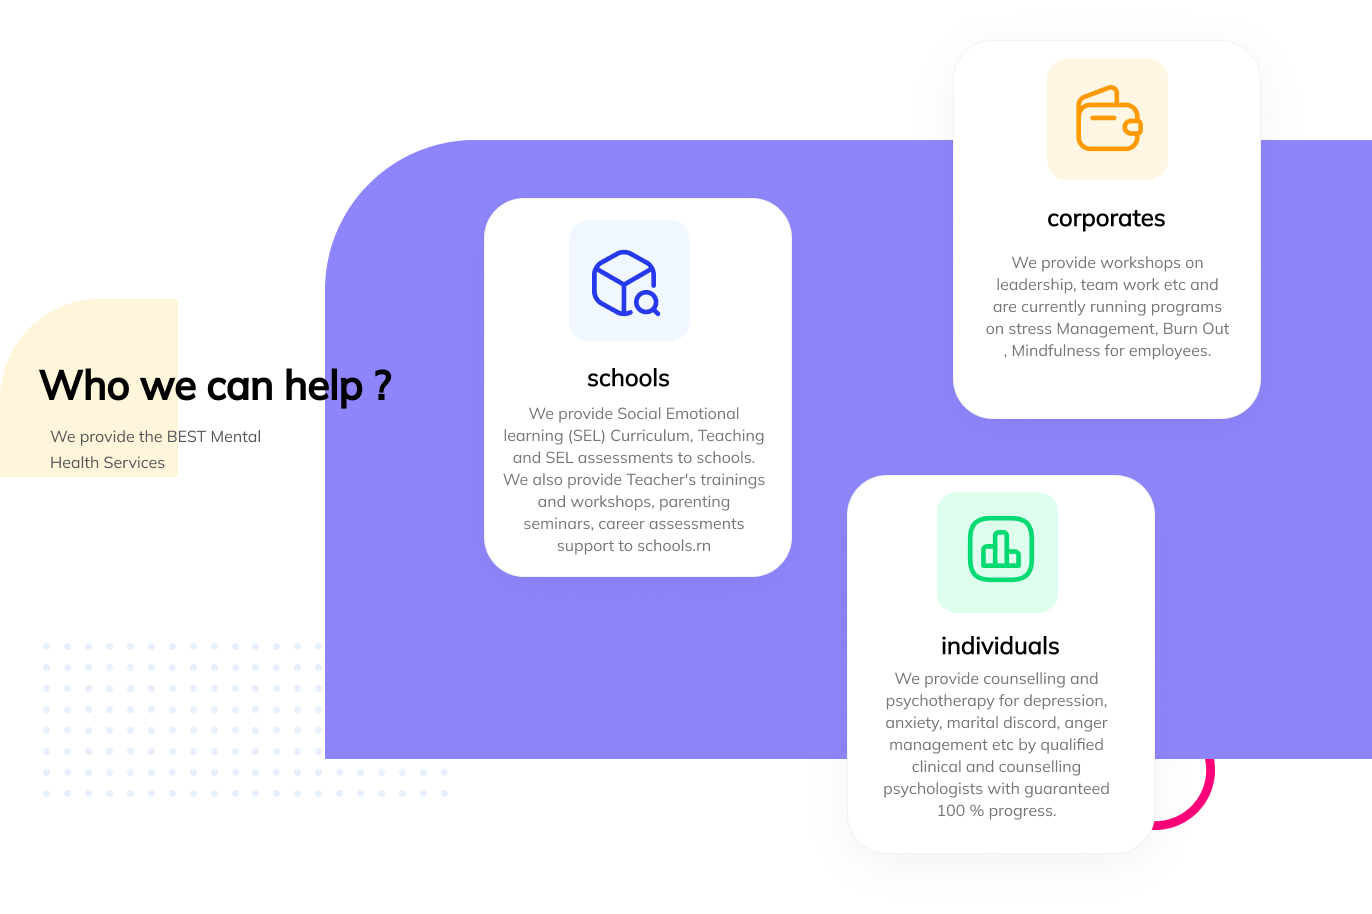 Who we can help ?
We provide the BEST Mental
Health Services
schools
We provide Social Emotional
learning (SEL) Curriculum, Teaching
and SEL assessments to schools.
We also provide Teacher's trainings
and workshops, parenting
seminars, career assessments
support to schools.rn
corporates
We provide workshops on
leadership, team work etc and
are currently running programs
on stress Management, Burn Out
, Mindfulness for employees.
individuals
We provide counselling and
psychotherapy for depression,
anxiety, marital discord, anger
management etc by qualified
clinical and counselling
psychologists with guaranteed
100 % progress.